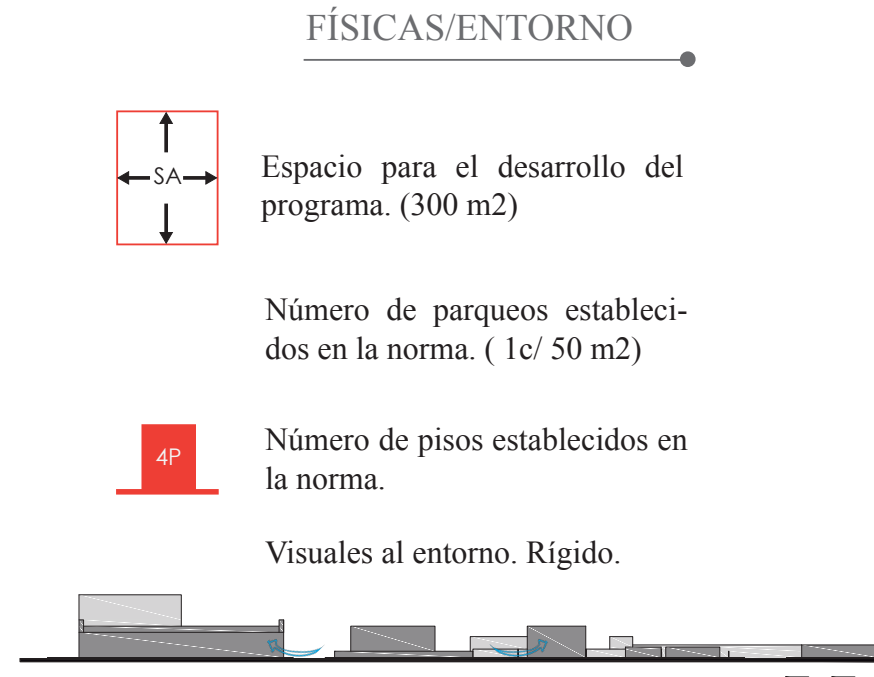 FÍSICAS/ENTORNO
SA
Espacio para el desarrollo del
programa. (300 m2)
Número de parqueos estableci-
dos en la norma. ( 1c/ 50 m2)
4P
Número de pisos establecidos en
la norma.
Visuales al entorno. Rígido.